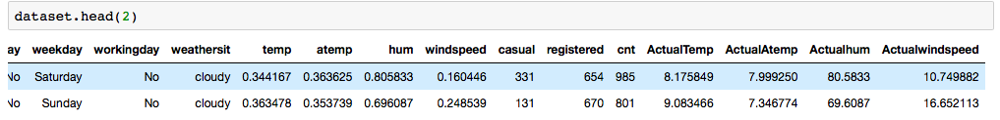 dataset.head(2)
ay weekday workingday weathersit temp atemp hum windspeed casual registered cnt ActualTemp ActualAtemp Actualhum Actualwindspeed
No Saturday No cloudy 0.344167 0.363625 0.805833 0.160446 331 654 985 8.175849 7.999250 80.5833 10.749882
No Sunday No cloudy 0.363478 0.353739 0.696087 0.248539 131 670 801 9.083466 7.346774 69.6087 16.652113